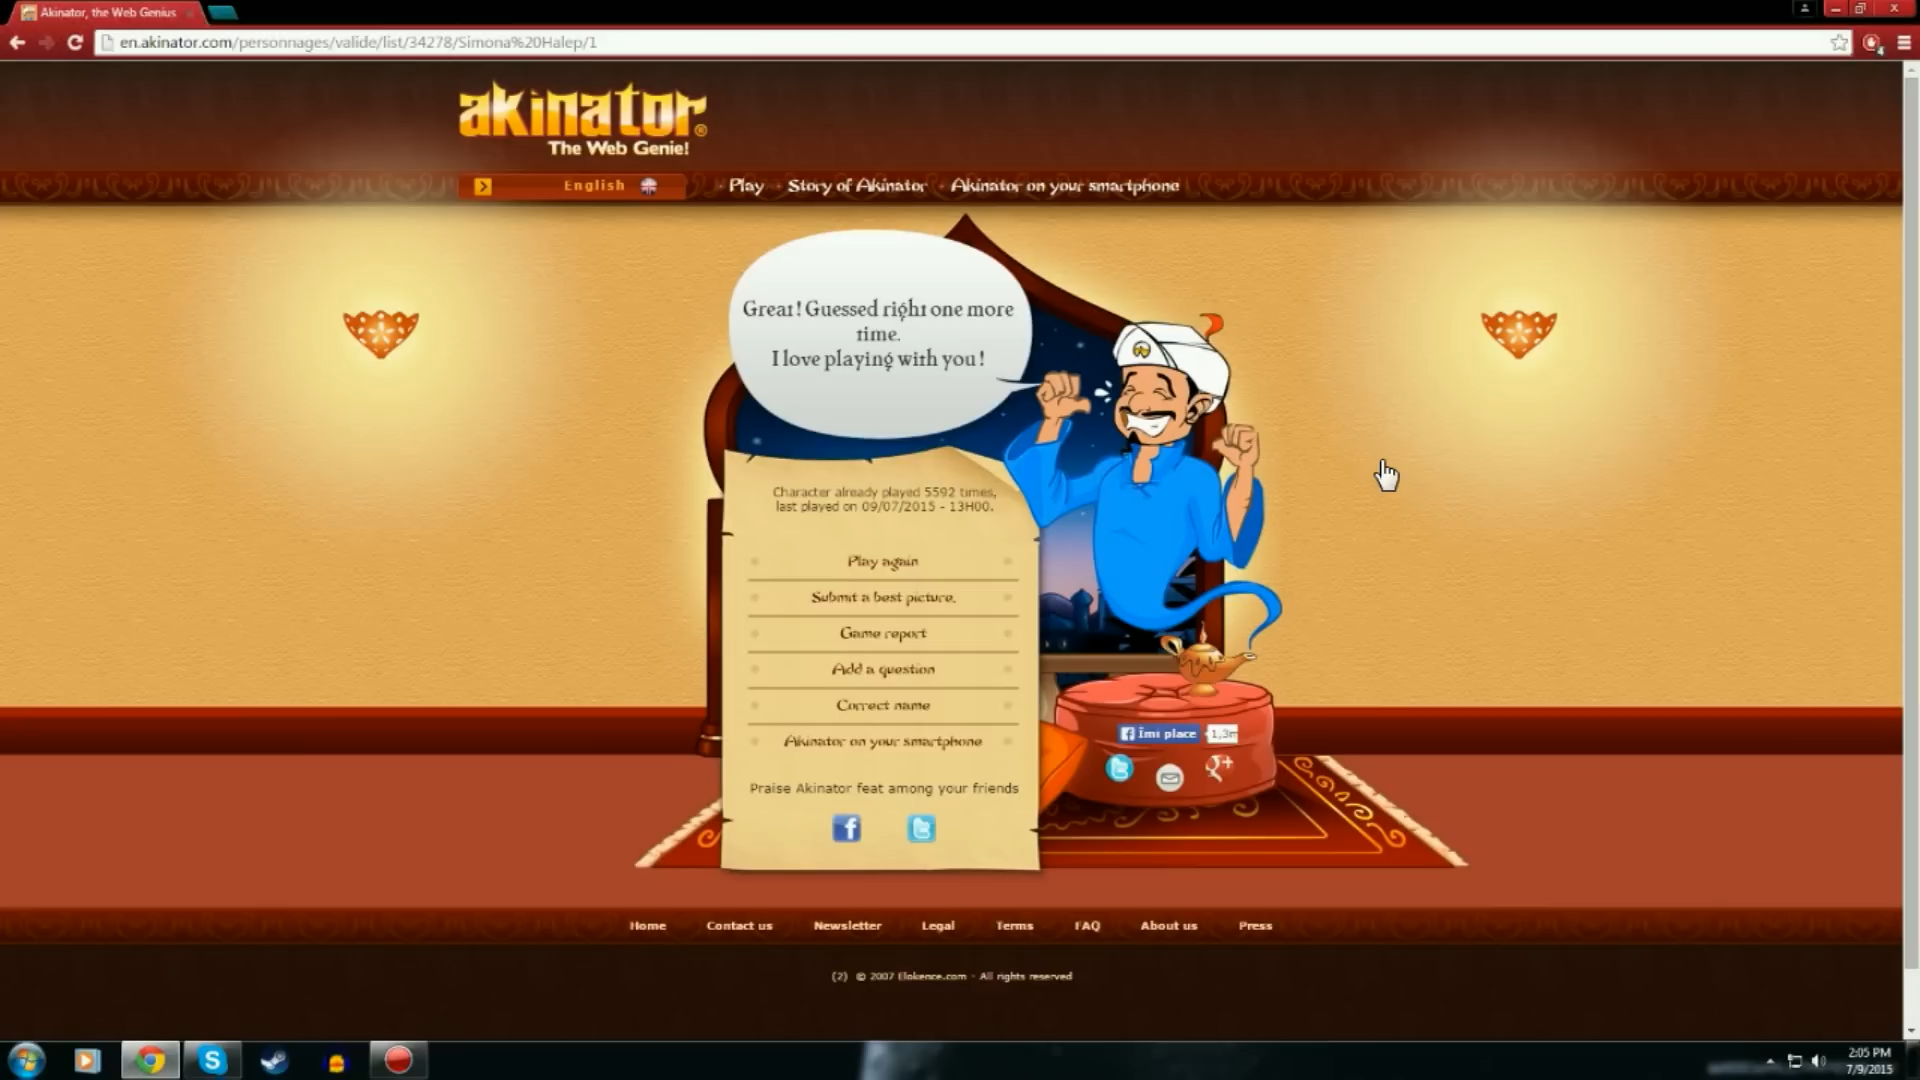 Akinator, the Web Genius
en.akinator.com/personnages/valide/list/34278/Simona%20Halep/1
4
akinator®
The Web Genie!
English
Play
Story of Akinator
Akinator on your smartphone
Great! Guessed right one more
time.
I love playing with you!
Character already played 5592 times,
last played on 09/07/2015 - 13H00.
Play again
Submit a best picture.
Game report
Add a question
Correct name
Akinator on your smartphone
Îmi place
Praise Akinator feat among your friends
Home
Contact us
Newsletter
Legal
Terms
FAQ
About us
Press
(2) © 2007 Elokence.com - All rights reserved
2:05 PM
7/9/2015